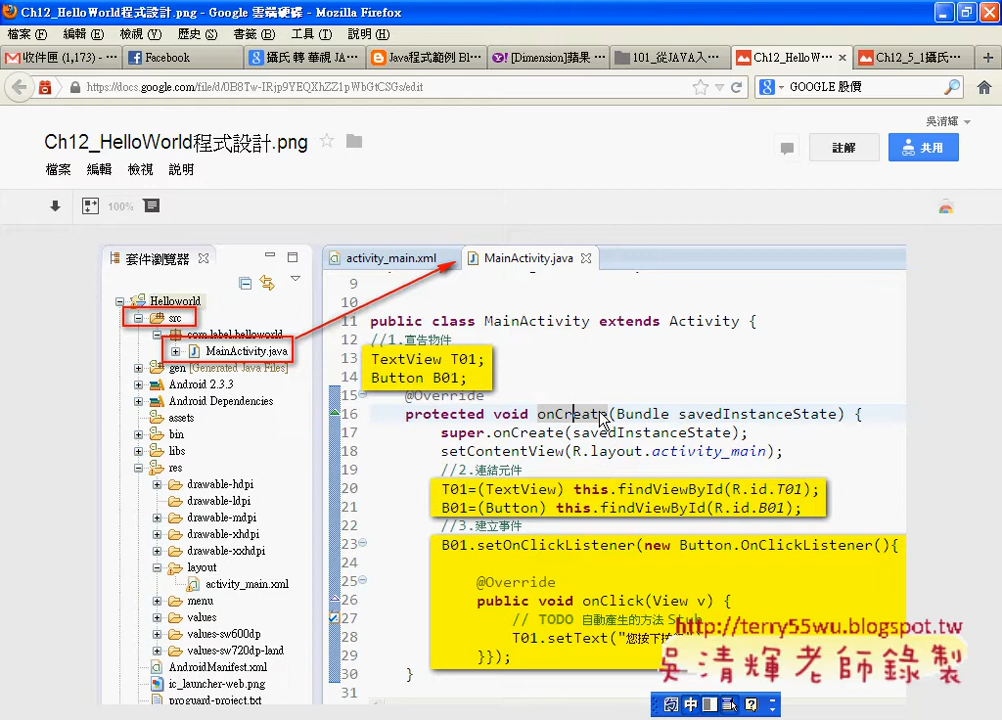 Ch12_HelloWorld程式設計.png - Google 雲端硬碟 - Mozilla Firefox
檔案(F) 編輯(E) 檢視(V) 歷史(S) 書籤(B) 工具(T) 說明(H)
收件匣 (1,173) -… Facebook 攝氏 轉 華視 JA… Java程式範例 Bl… [Dimension]蘋果 … 101_從JAVA入… Ch12_HelloW… Ch12_5_1攝氏…
https://docs.google.com/file/d/0B8Tw-IRjp9YEQXhZZ1pWbGtCSGs/edit GOOGLE 股價
吳清輝
Ch12_HelloWorld程式設計.png
註解 共用
檔案 編輯 檢視 說明
100%
套件瀏覽器
activity_main.xml MainActivity.java
Helloworld
src
com.label.helloworld
MainActivity.java
gen [Generated Java Files]
Android 2.3.3
Android Dependencies
assets
bin
libs
res
drawable-hdpi
drawable-ldpi
drawable-mdpi
drawable-xhdpi
drawable-xxhdpi
layout
activity_main.xml
menu
values
values-sw600dp
values-sw720dp-land
AndroidManifest.xml
ic_launcher-web.png
proguard-project.txt
9
10
11 public class MainActivity extends Activity {
12 //1.宣告物件
13 TextView T01;
14 Button B01;
15 @Override
16 protected void onCreate(Bundle savedInstanceState) {
17 super.onCreate(savedInstanceState);
18 setContentView(R.layout.activity_main);
19 //2.連結元件
20 T01=(TextView) this.findViewById(R.id.T01);
21 B01=(Button) this.findViewById(R.id.B01);
22 //3.建立事件
23 B01.setOnClickListener(new Button.OnClickListener(){
24
25 @Override
26 public void onClick(View v) {
27 // TODO 自動產生的方法 Stub
28 T01.setText("您按下按
29 }});
30 }
31
http://terry55wu.blogspot.tw
吳清輝老師錄製
中